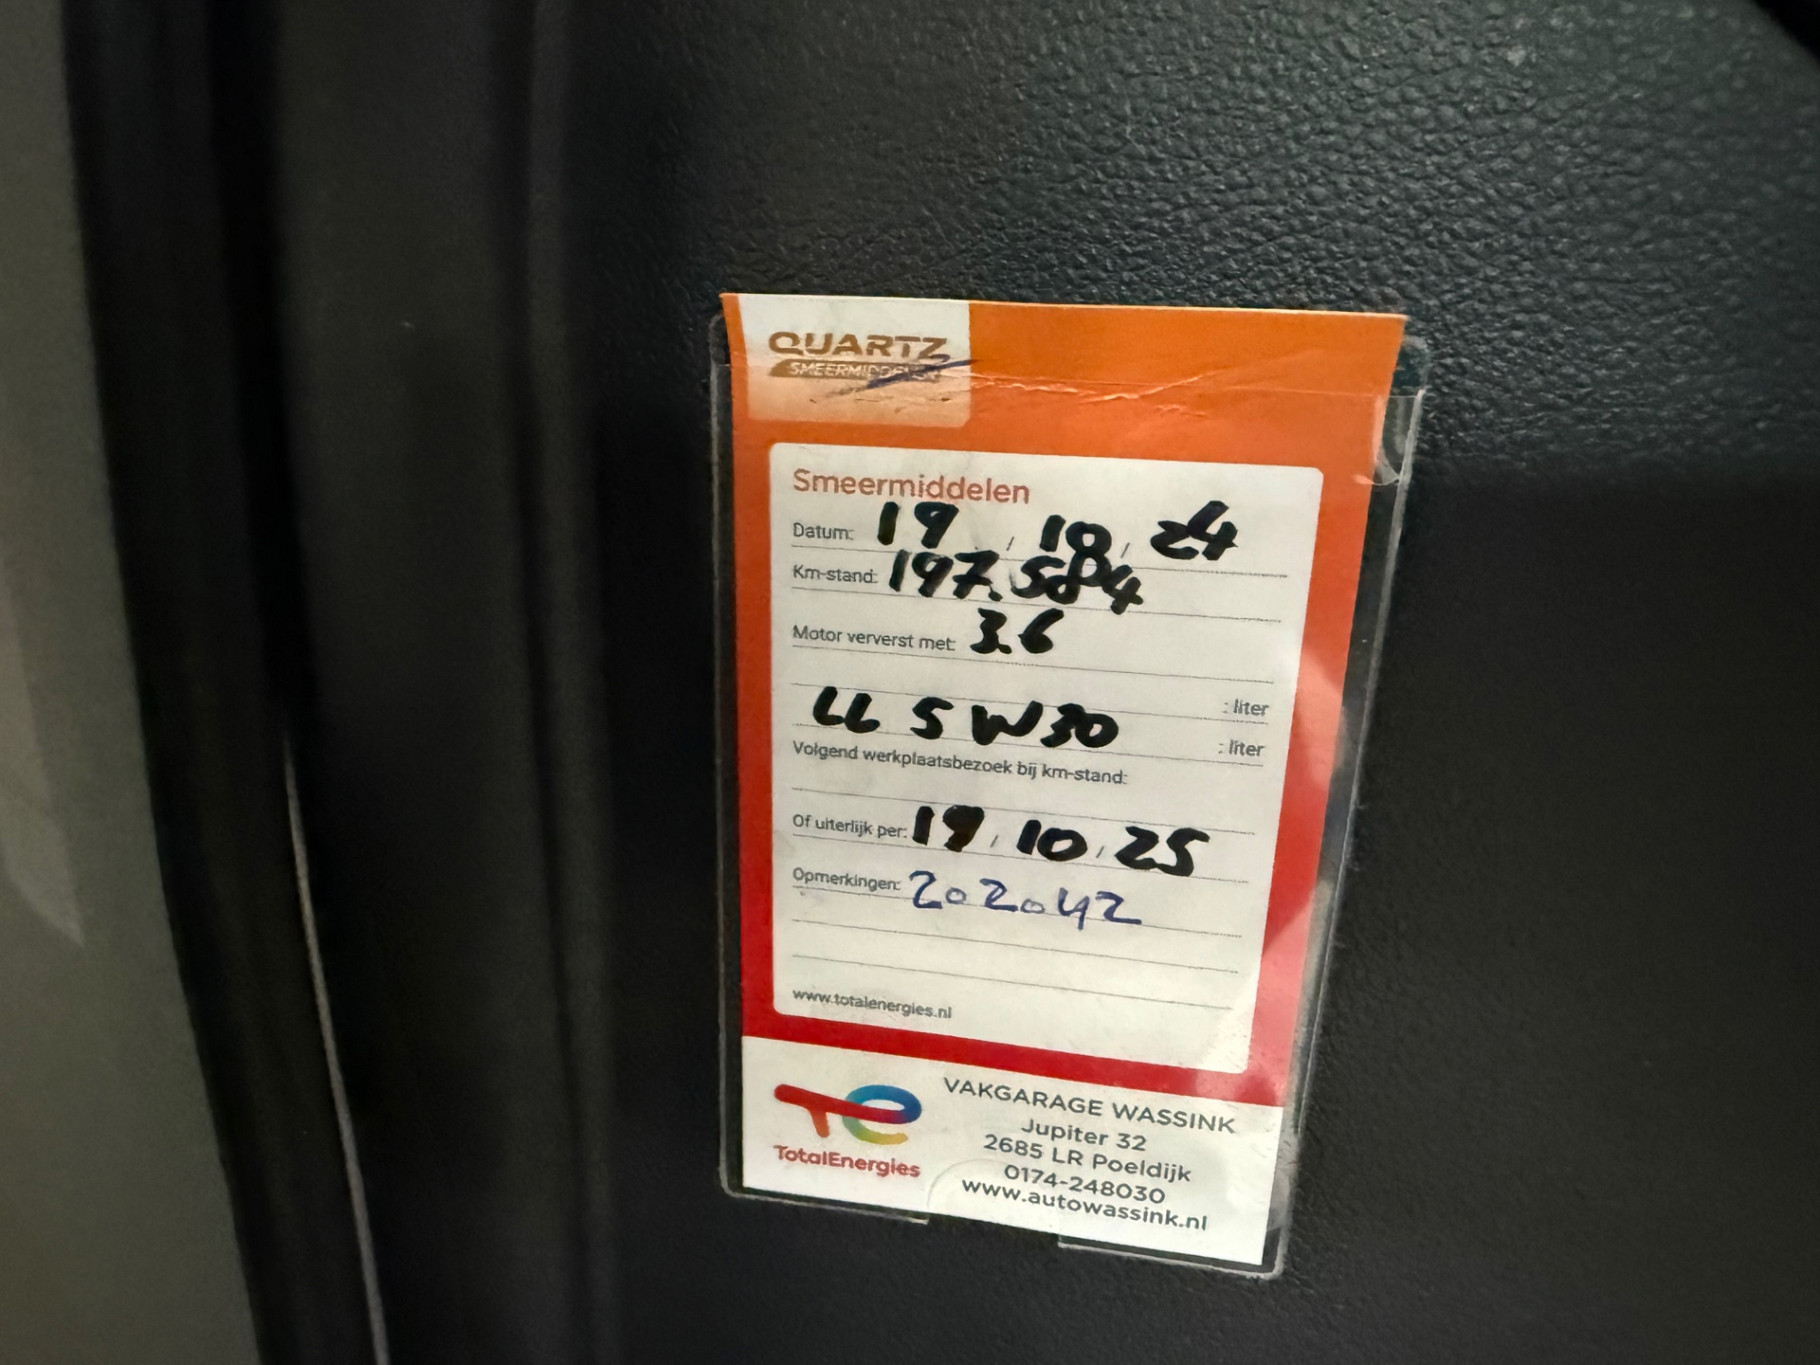 QUARTZ
SMEERMIDDELEN
Smeermiddelen
Datum: 19 / 10 / 24
Km-stand: 197.584
Motor ververst met: 3.6
: liter
LL 5W30 : liter
Volgend werkplaatsbezoek bij km-stand:
Of uiterlijk per: 19 / 10 / 25
Opmerkingen: 202042
www.totalenergies.nl
TotalEnergies
VAKGARAGE WASSINK
Jupiter 32
2685 LR Poeldijk
0174-248030
www.autowassink.nl